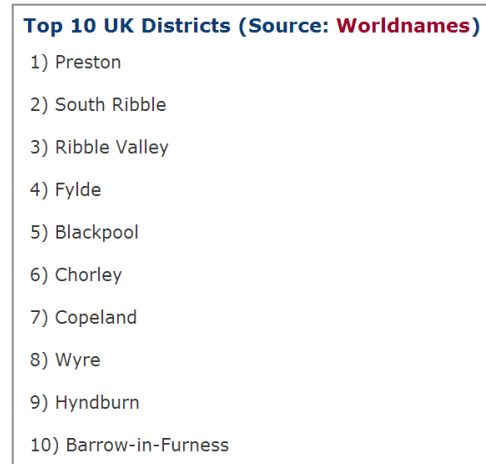 Top 10 UK Districts (Source: Worldnames)
1) Preston
2) South Ribble
3) Ribble Valley
4) Fylde
5) Blackpool
6) Chorley
7) Copeland
8) Wyre
9) Hyndburn
10) Barrow-in-Furness